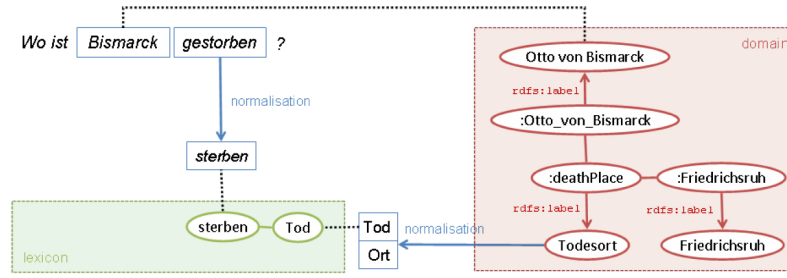 Wo ist Bismarck gestorben ?
domain
Otto von Bismarck
rdfs:label
normalisation
:Otto_von_Bismarck
sterben
:deathPlace :Friedrichsruh
rdfs:label rdfs:label
sterben Tod
Tod
normalisation
Ort
Todesort Friedrichsruh
lexicon